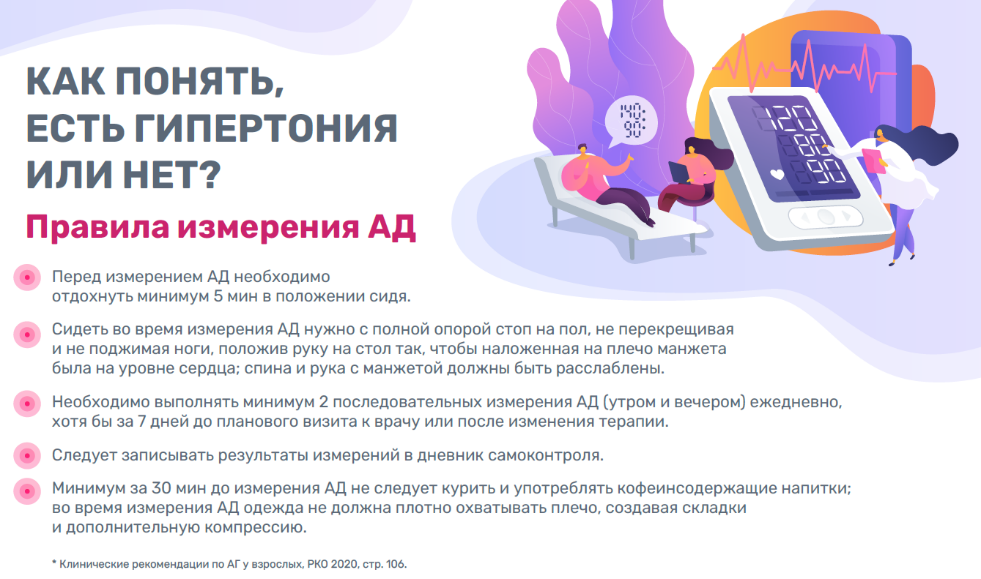 КАК ПОНЯТЬ,
ЕСТЬ ГИПЕРТОНИЯ
ИЛИ НЕТ?
Правила измерения АД
140:
90:
120
80
90
Перед измерением АД необходимо
отдохнуть минимум 5 мин в положении сидя.
Сидеть во время измерения АД нужно с полной опорой стоп на пол, не перекрещивая
и не поджимая ноги, положив руку на стол так, чтобы наложенная на плечо манжета
была на уровне сердца; спина и рука с манжетой должны быть расслаблены.
Необходимо выполнять минимум 2 последовательных измерения АД (утром и вечером) ежедневно,
хотя бы за 7 дней до планового визита к врачу или после изменения терапии.
Следует записывать результаты измерений в дневник самоконтроля.
Минимум за 30 мин до измерения АД не следует курить и употреблять кофеинсодержащие напитки;
во время измерения АД одежда не должна плотно охватывать плечо, создавая складки
и дополнительную компрессию.
* Клинические рекомендации по АГ у взрослых, РКО 2020, стр. 106.